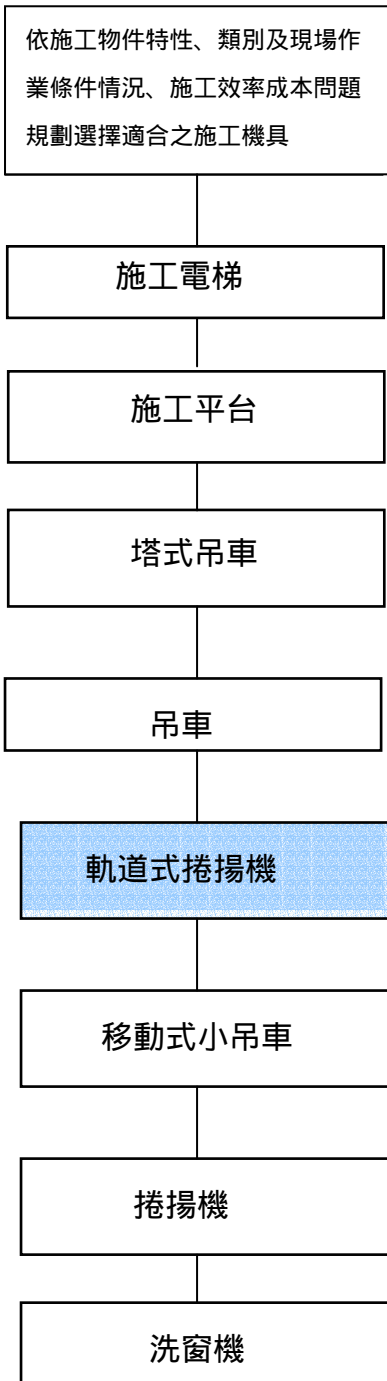 依施工物件特性、類別及現場作
業條件情況、施工效率成本問題
規劃選擇適合之施工機具
施工電梯
施工平台
塔式吊車
吊車
軌道式捲揚機
移動式小吊車
捲揚機
洗窗機